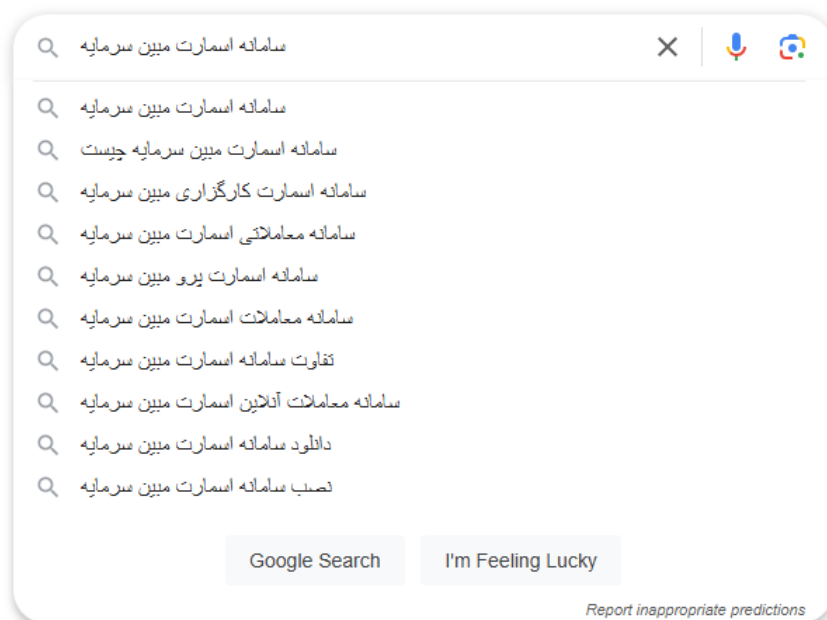 سامانه اسمارت مبین سرمایه
سامانه اسمارت مبین سرمایه
سامانه اسمارت مبین سرمایه چیست
سامانه اسمارت کارگزاری مبین سرمایه
سامانه معاملاتی اسمارت مبین سرمایه
سامانه اسمارت پرو مبین سرمایه
سامانه معاملات اسمارت مبین سرمایه
تفاوت سامانه اسمارت مبین سرمایه
سامانه معاملات آنلاین اسمارت مبین سرمایه
دانلود سامانه اسمارت مبین سرمایه
نصب سامانه اسمارت مبین سرمایه
Google Search I'm Feeling Lucky
Report inappropriate predictions